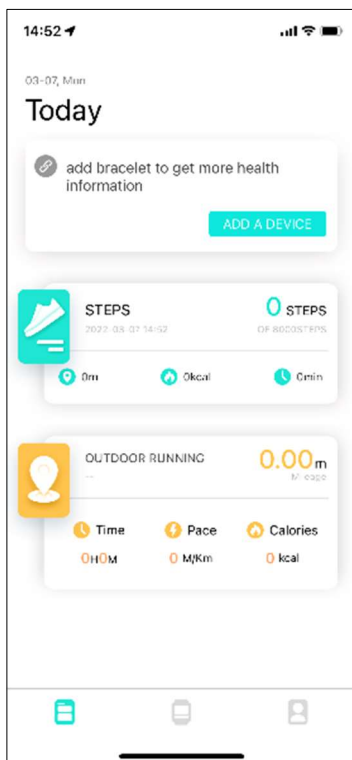 14:52
03-07, Mon
Today
add bracelet to get more health
information
ADD A DEVICE
STEPS
0 STEPS
2022-03-07 14:52
OF 8000STEPS
0m
0kcal
0min
OUTDOOR RUNNING
0.00m
--
Mileage
Time
Pace
Calories
0H0M
0 M/Km
0 kcal